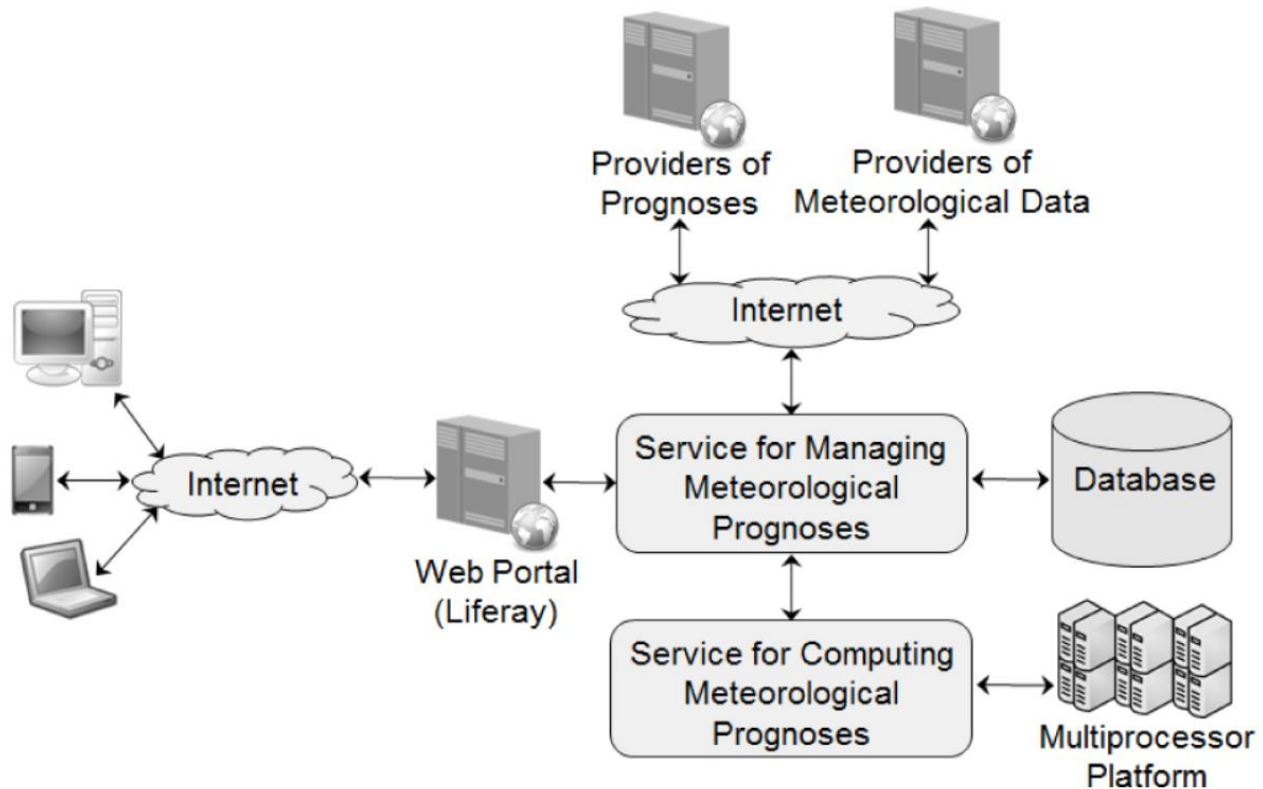 Providers of
Prognoses
Providers of
Meteorological Data
Internet
Internet
Web Portal
(Liferay)
Service for Managing
Meteorological
Prognoses
Database
Service for Computing
Meteorological
Prognoses
Multiprocessor
Platform